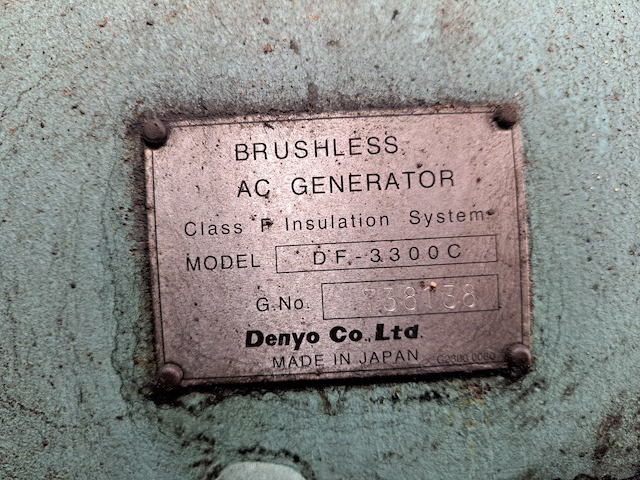 BRUSHLESS
AC GENERATOR
Class F Insulation System
MODEL DF-3300C
G.No.
Denyo Co., Ltd.
MADE IN JAPAN